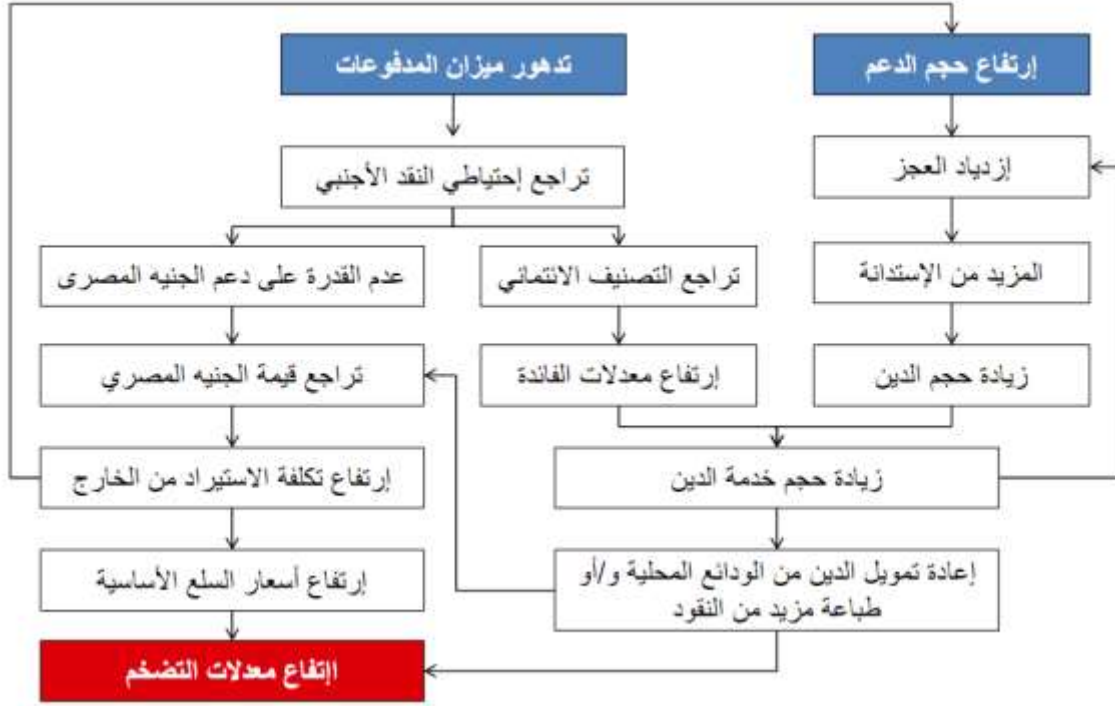 إرتفاع حجم الدعم
تدهور ميزان المدفوعات
إزدياد العجز
تراجع إحتياطي النقد الأجنبي
المزيد من الإستدانة
تراجع التصنيف الائتماني
عدم القدرة على دعم الجنيه المصرى
زيادة حجم الدين
إرتفاع معدلات الفائدة
تراجع قيمة الجنيه المصري
زيادة حجم خدمة الدين
إرتفاع تكلفة الاستيراد من الخارج
إعادة تمويل الدين من الودائع المحلية و/أو
طباعة مزيد من النقود
إرتفاع أسعار السلع الأساسية
اإتفاع معدلات التضخم